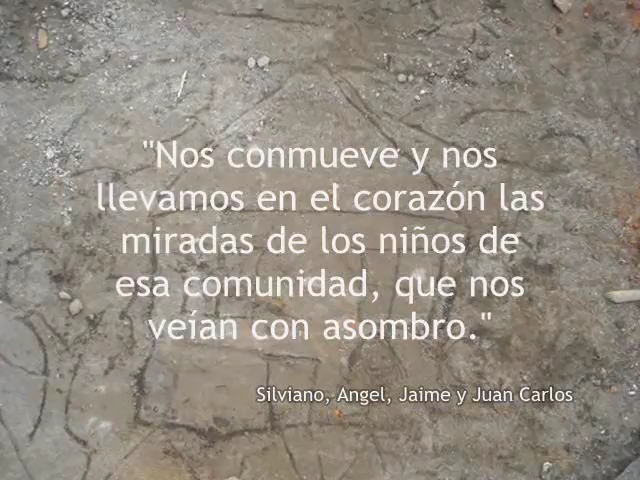 "Nos conmueve y nos
llevamos en el corazón las
miradas de los niños de
esa comunidad, que nos
veían con asombro."
Silviano, Angel, Jaime y Juan Carlos